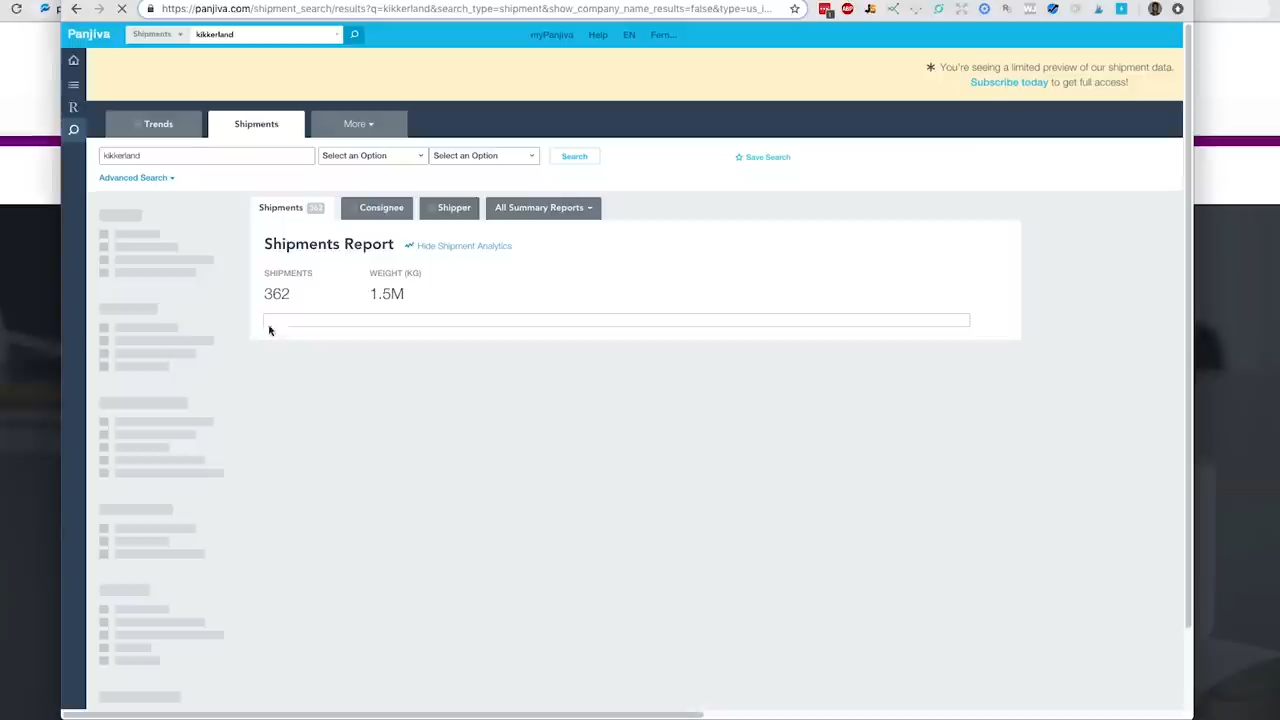 https://panjiva.com/shipment_search/results?q=kikkerland&search_type=shipment&show_company_name_results=false&type=us_i...
Panjiva Shipments kikkerland myPanjiva Help EN Fern...
You're seeing a limited preview of our shipment data.
Subscribe today to get full access!
R
Trends Shipments More
kikkerland Select an Option Select an Option Search Save Search
Advanced Search
Shipments 362 Consignee Shipper All Summary Reports
Shipments Report Hide Shipment Analytics
SHIPMENTS WEIGHT (KG)
362 1.5M